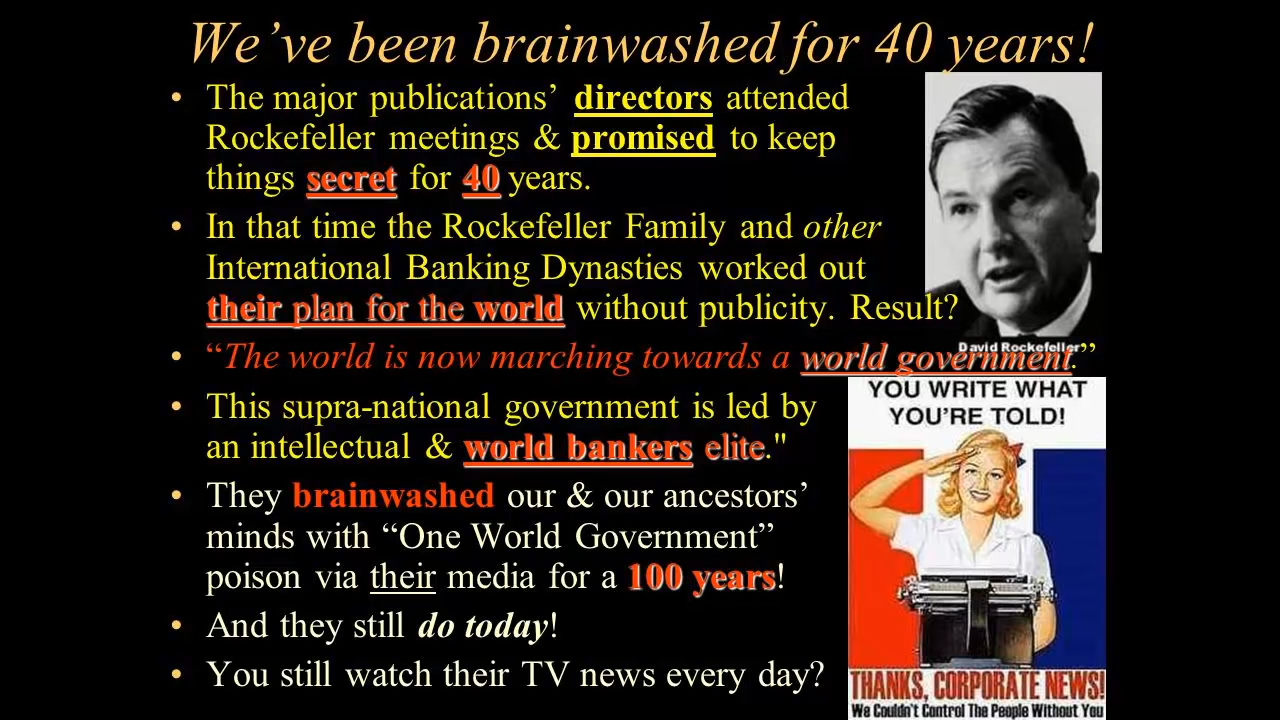 We’ve been brainwashed for 40 years!
• The major publications’ directors attended
Rockefeller meetings & promised to keep
things secret for 40 years.
• In that time the Rockefeller Family and other
International Banking Dynasties worked out
their plan for the world without publicity. Result?
David Rockefeller
• “The world is now marching towards a world government.”
• This supra-national government is led by
an intellectual & world bankers elite."
• They brainwashed our & our ancestors’
minds with “One World Government”
poison via their media for a 100 years!
• And they still do today!
• You still watch their TV news every day?
YOU WRITE WHAT
YOU’RE TOLD!
THANKS, CORPORATE NEWS!
We Couldn’t Control The People Without You